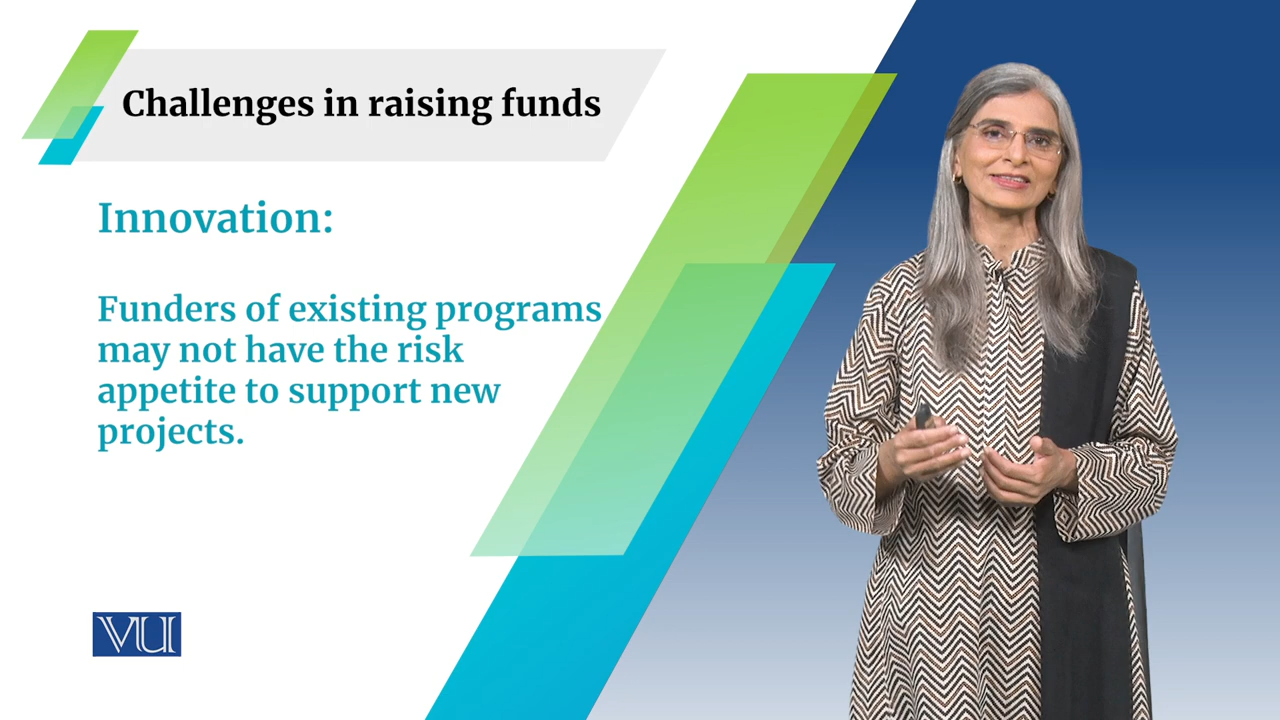 Challenges in raising funds
Innovation:
Funders of existing programs
may not have the risk
appetite to support new
projects.
VU